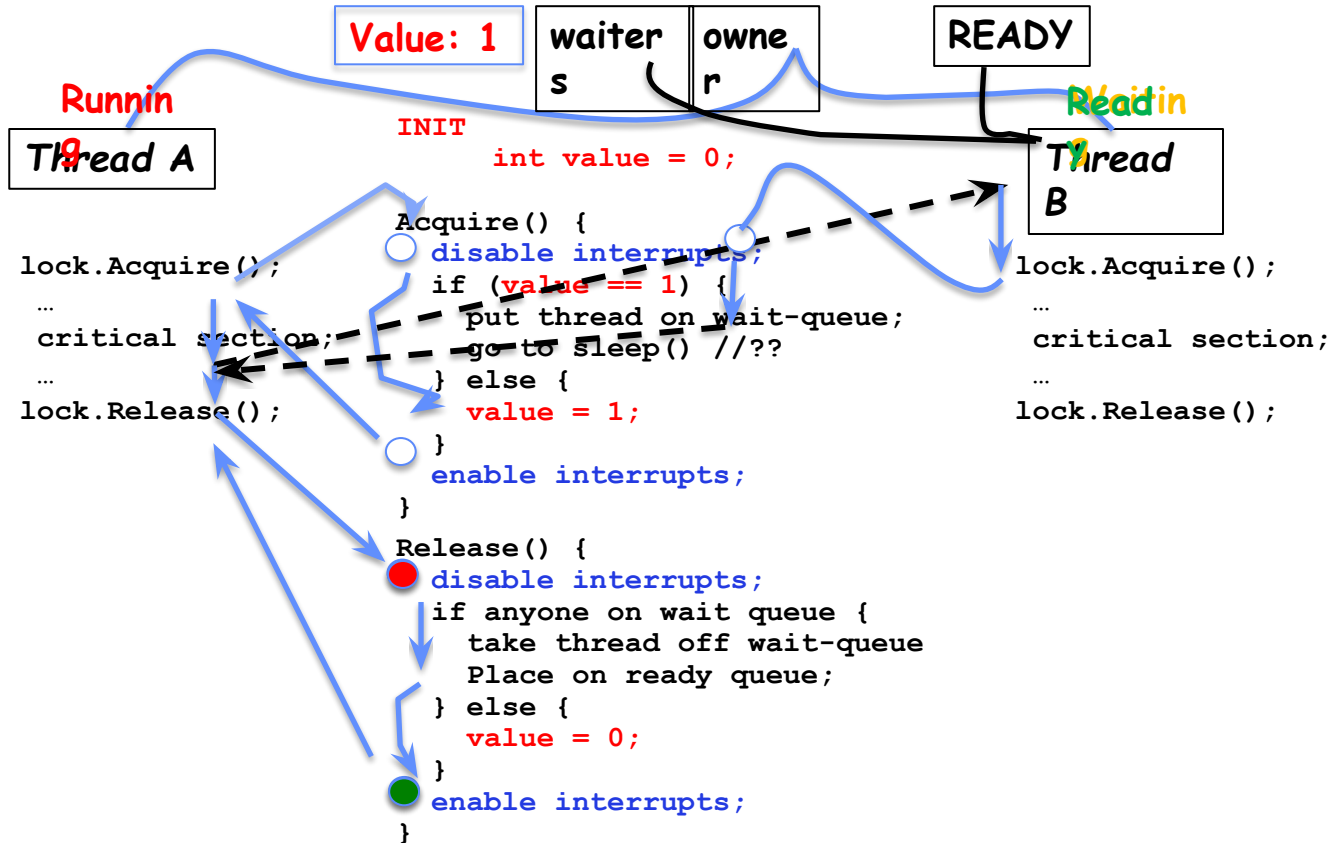 Value: 1
waiter
s
owne
r
READY
Runnin
g
Waitin
g
Read
y
Thread A
Thread
B
INIT
int value = 0;
lock.Acquire();
…
critical section;
…
lock.Release();
Acquire() {
disable interrupts;
if (value == 1) {
put thread on wait-queue;
go to sleep() //??
} else {
value = 1;
}
enable interrupts;
}
Release() {
disable interrupts;
if anyone on wait queue {
take thread off wait-queue
Place on ready queue;
} else {
value = 0;
}
enable interrupts;
}
lock.Acquire();
…
critical section;
…
lock.Release();